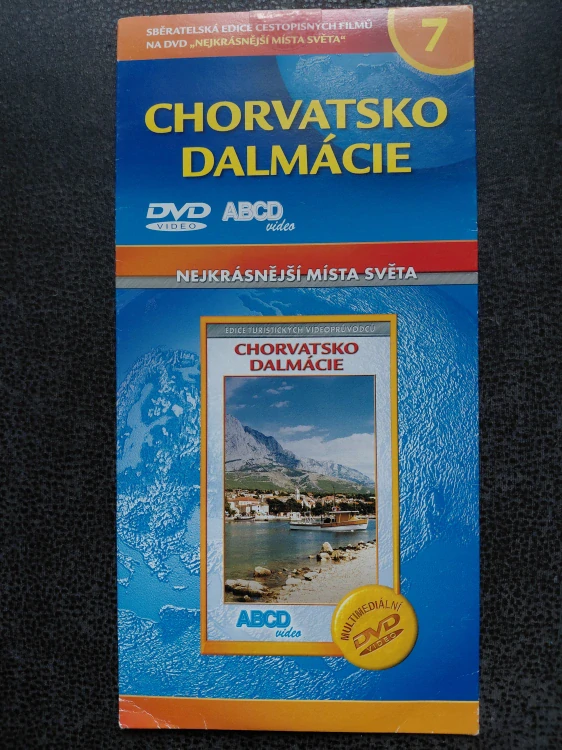 SBĚRATELSKÁ EDICE CESTOPISNÝCH FILMŮ
NA DVD „NEJKRÁSNĚJŠÍ MÍSTA SVĚTA“
7
CHORVATSKO
DALMÁCIE
DVD
VIDEO
ABCD
video
NEJKRÁSNĚJŠÍ MÍSTA SVĚTA
EDICE TURISTICKÝCH VIDEOPRŮVODCŮ
CHORVATSKO
DALMÁCIE
ABCD
video
MULTIMEDIÁLNÍ
DVD
VIDEO